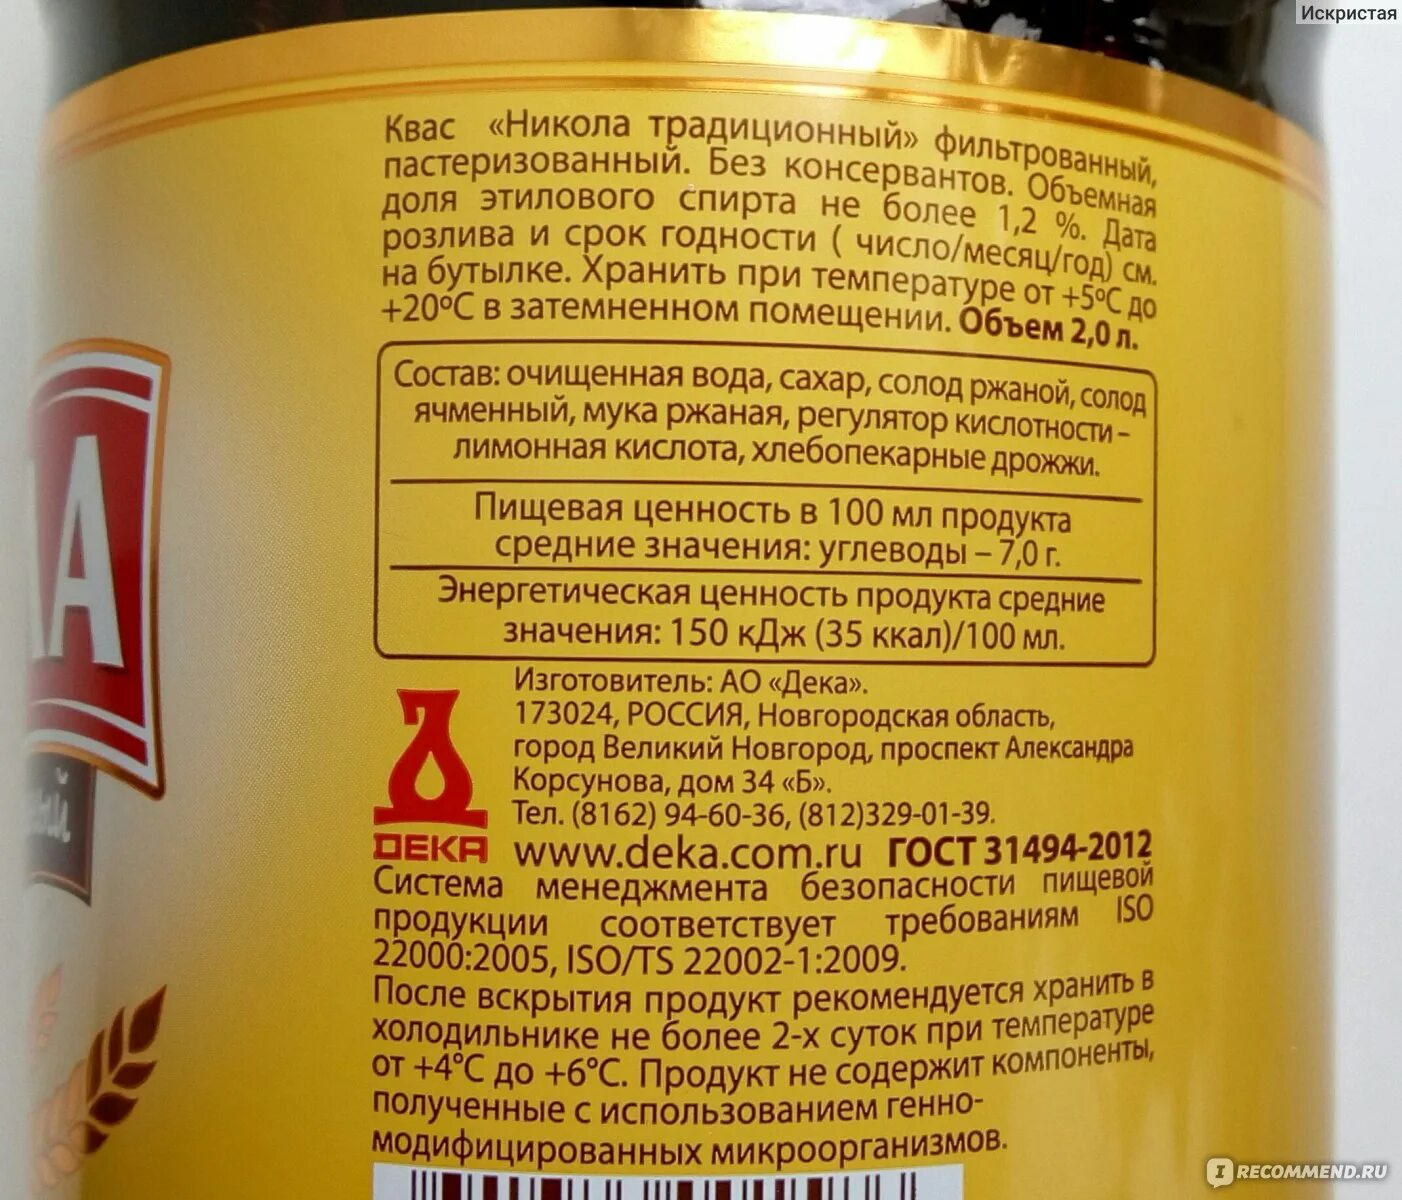 Искристая
Квас «Никола традиционный» фильтрованный,
пастеризованный. Без консервантов. Объемная
доля этилового спирта не более 1,2 %. Дата
розлива и срок годности ( число/месяц/год) см.
на бутылке. Хранить при температуре от +5ºС до
+20ºС в затемненном помещении. Объем 2,0 л.
Состав: очищенная вода, сахар, солод ржаной, солод
ячменный, мука ржаная, регулятор кислотности –
лимонная кислота, хлебопекарные дрожжи.
Пищевая ценность в 100 мл продукта
средние значения: углеводы – 7,0 г.
Энергетическая ценность продукта средние
значения: 150 кДж (35 ккал)/100 мл.
Изготовитель: АО «Дека».
173024, РОССИЯ, Новгородская область,
город Великий Новгород, проспект Александра
Корсунова, дом 34 «Б».
Тел. (8162) 94-60-36, (812)329-01-39.
DЕКА www.deka.com.ru ГОСТ 31494-2012
Система менеджмента безопасности пищевой
продукции соответствует требованиям ISO
22000:2005, ISO/TS 22002-1:2009.
После вскрытия продукт рекомендуется хранить в
холодильнике не более 2-х суток при температуре
от +4°С до +6°С. Продукт не содержит компоненты,
полученные с использованием генно-
модифицированных микроорганизмов.
IRECOMMEND.RU